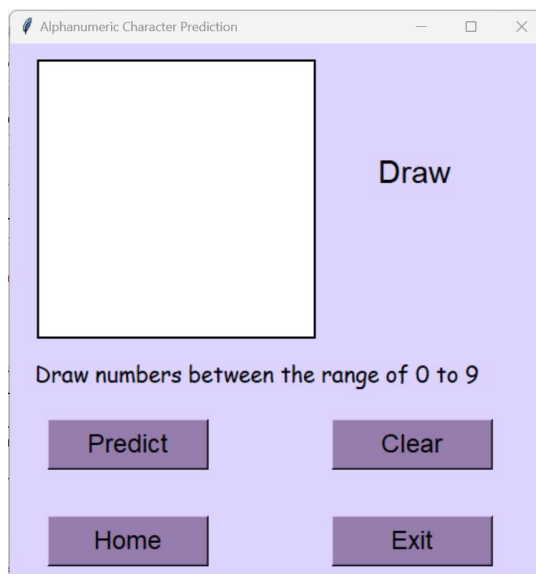 Alphanumeric Character Prediction
Draw
Draw numbers between the range of 0 to 9
Predict Clear
Home Exit